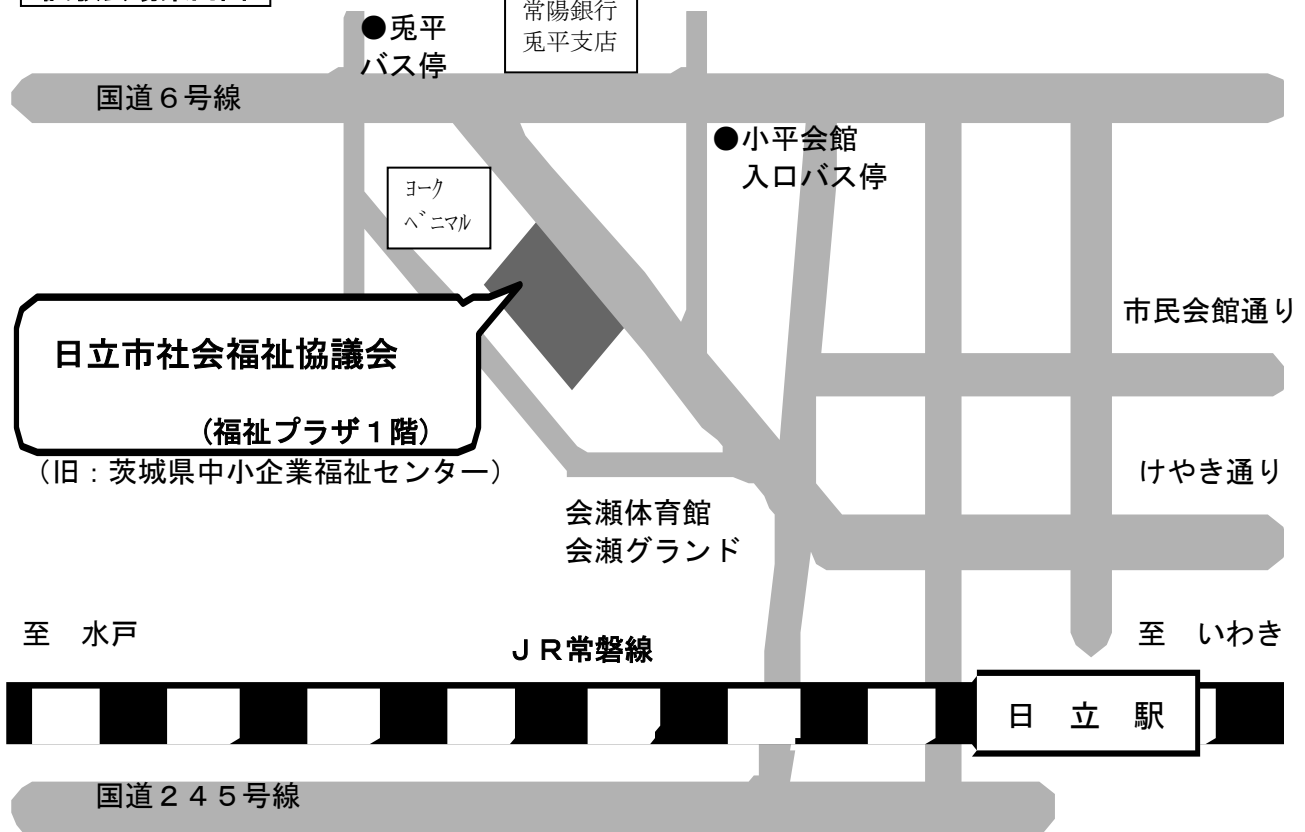 ●兎平
バス停
常陽銀行
兎平支店
国道６号線
●小平会館
入口バス停
ヨーク
ベニマル
市民会館通り
日立市社会福祉協議会
（福祉プラザ１階）
（旧：茨城県中小企業福祉センター）
けやき通り
会瀬体育館
会瀬グランド
至　水戸
ＪＲ常磐線
至　いわき
日　立　駅
国道２４５号線